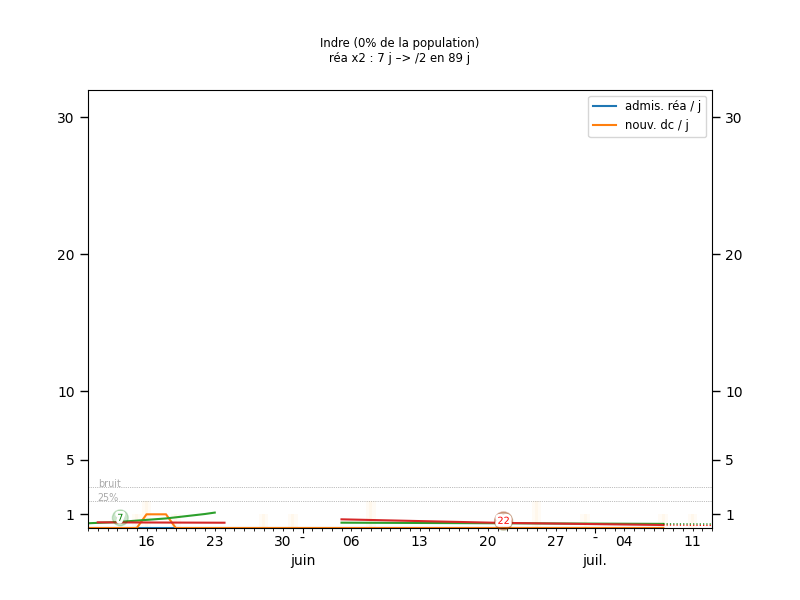 Indre (0% de la population)
réa x2 : 7 j –> /2 en 89 j
admis. réa / j
nouv. dc / j
30 30
20 20
10 10
5 5
bruit
25%
1 7 22 1
16 23 30 - 06 13 20 27 - 04 11
juin juil.